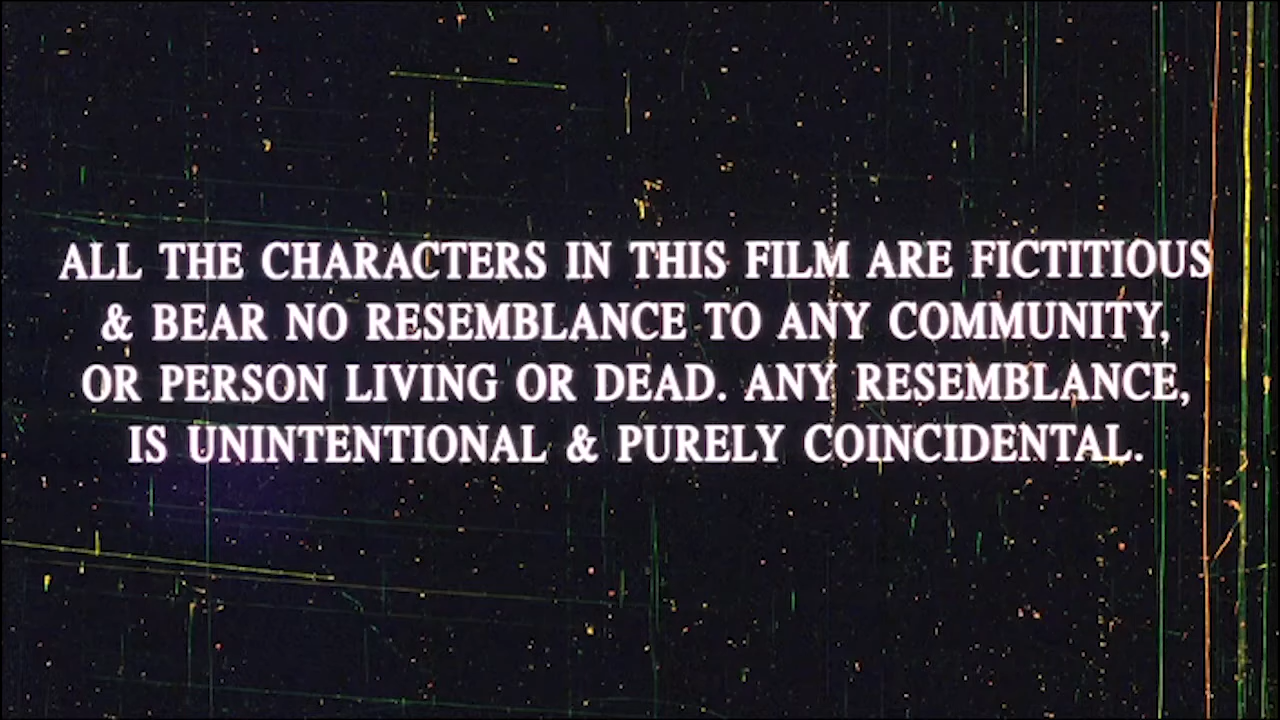 ALL THE CHARACTERS IN THIS FILM ARE FICTITIOUS
& BEAR NO RESEMBLANCE TO ANY COMMUNITY,
OR PERSON LIVING OR DEAD. ANY RESEMBLANCE,
IS UNINTENTIONAL & PURELY COINCIDENTAL.